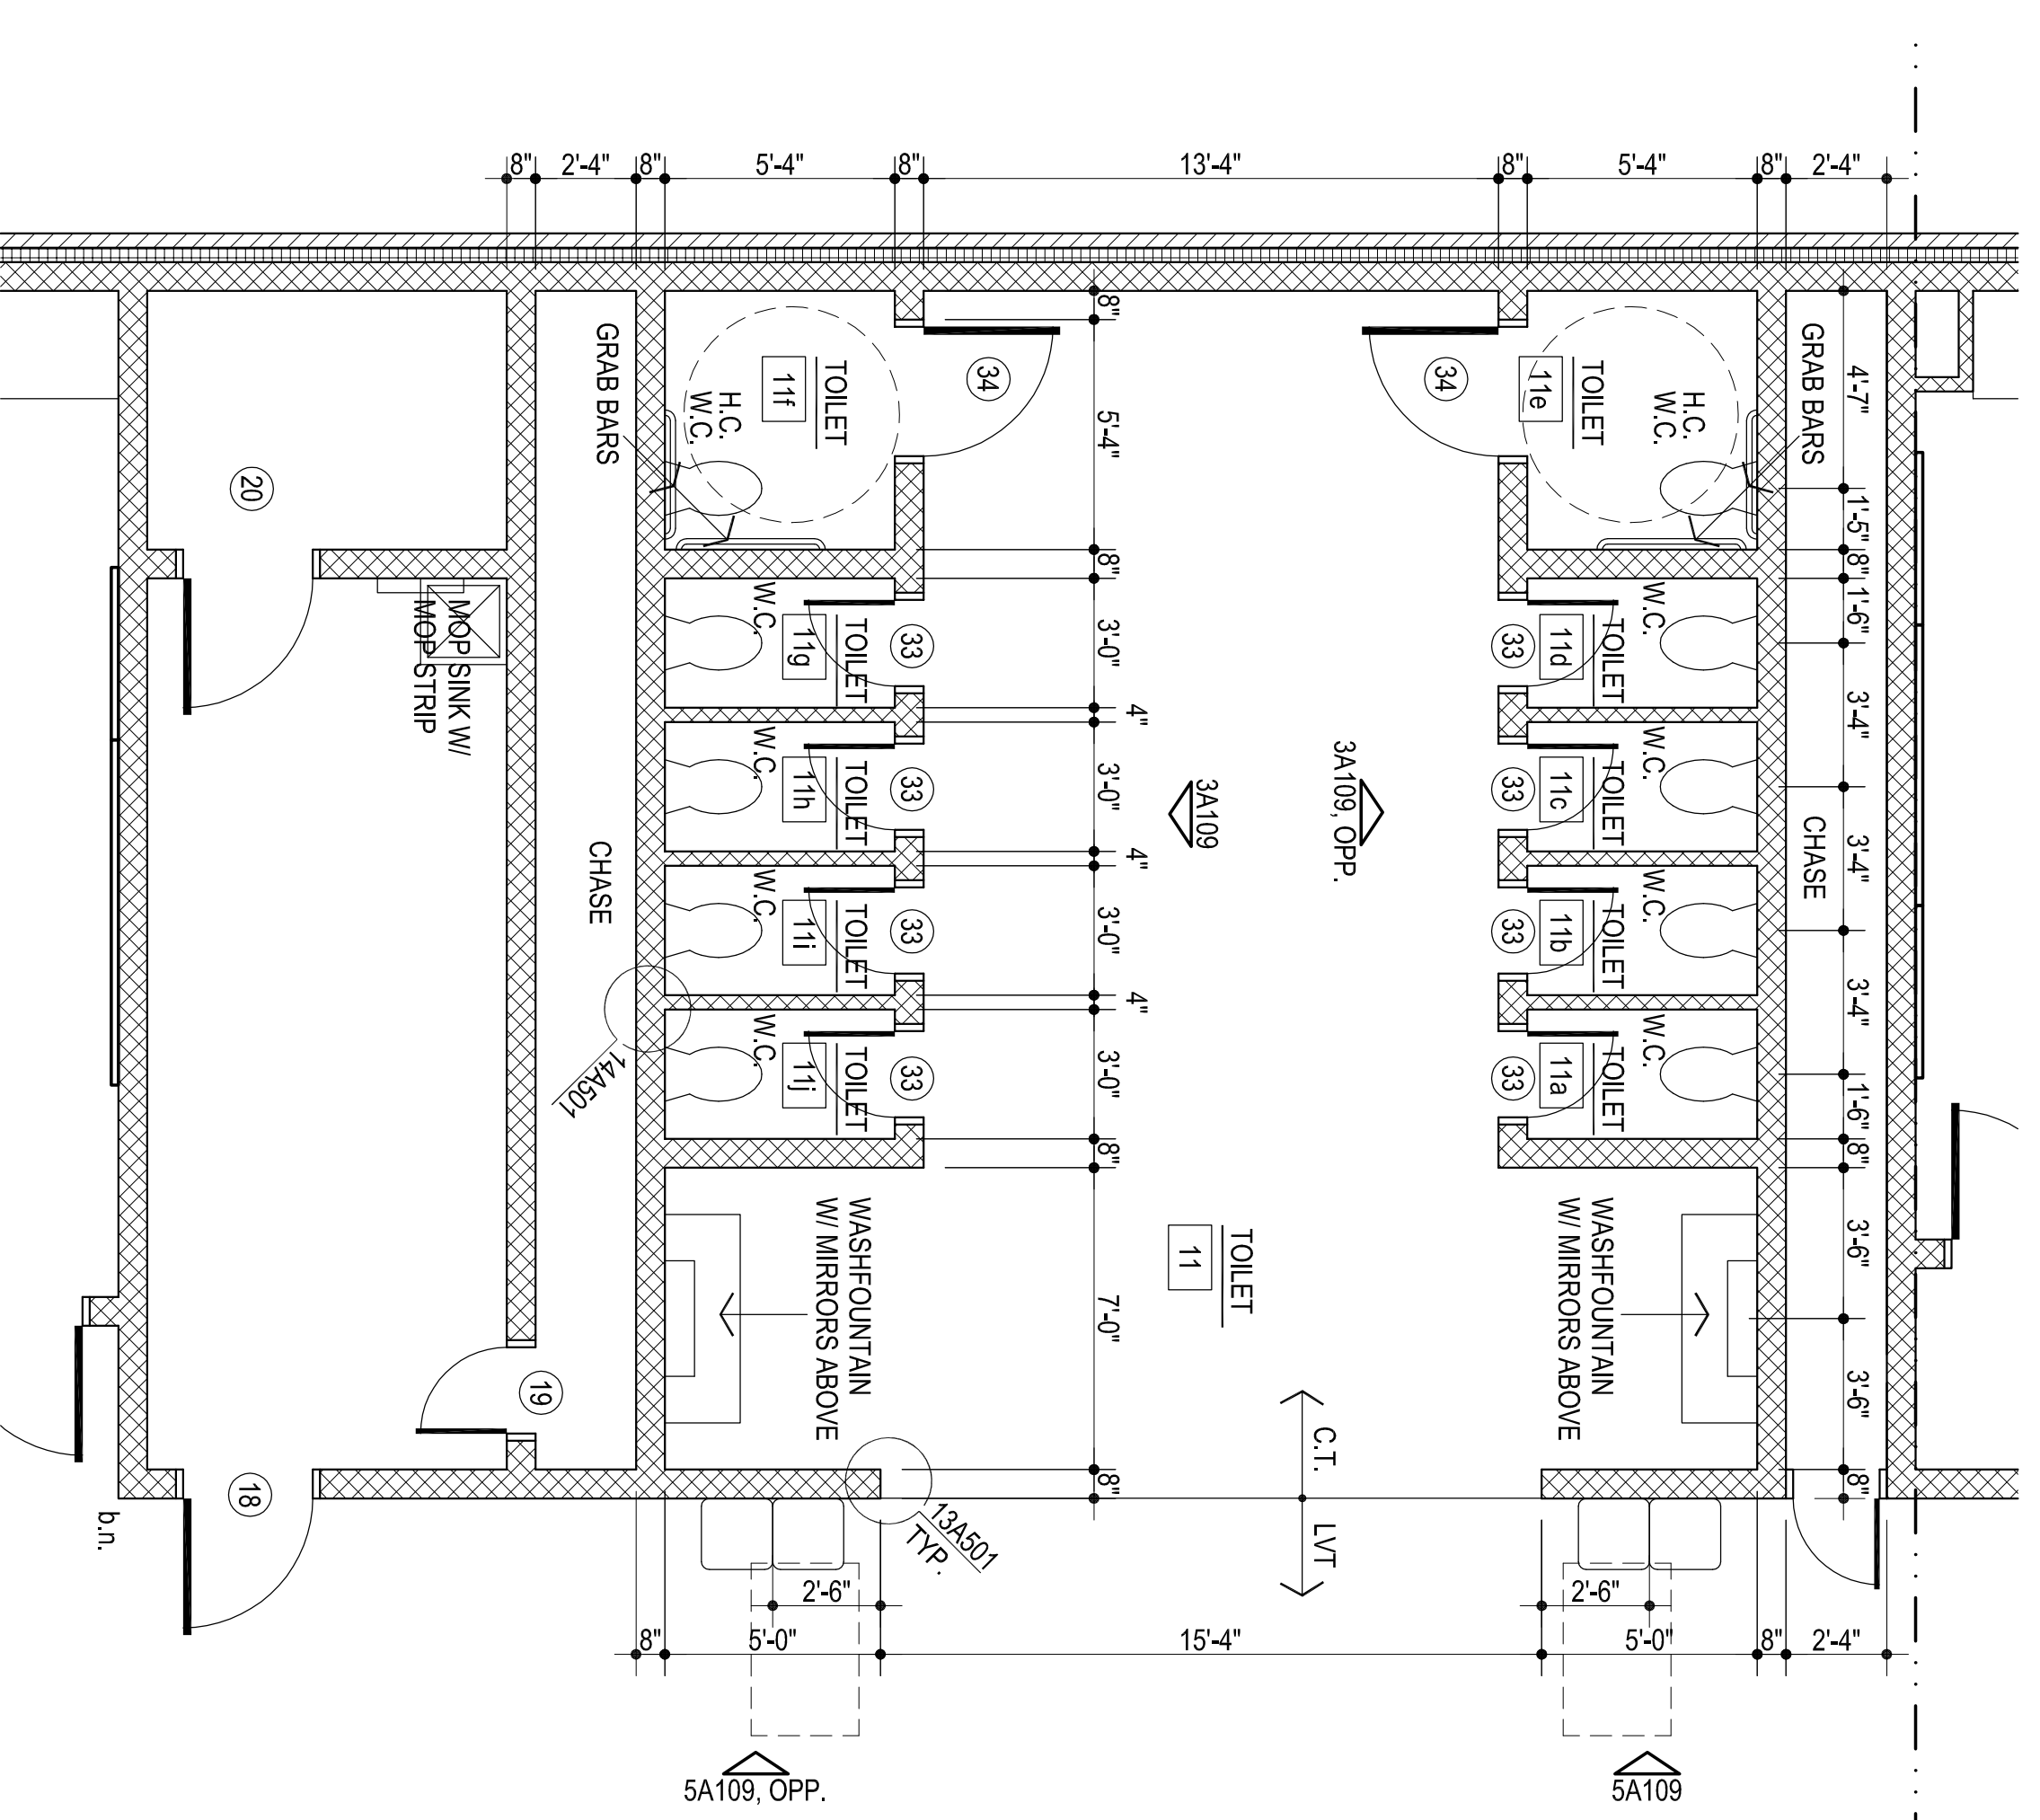 8"
2'-4"
8"
5'-4"
8"
13'-4"
8"
5'-4"
8"
2'-4"
GRAB BARS
H.C.
W.C.
TOILET
11f
34
8"
5'-4"
8"
34
TOILET
11e
H.C.
W.C.
GRAB BARS
4'-7"
1'-5"
8"
1'-6"
3'-4"
3'-4"
3'-4"
1'-6"
8"
3'-6"
3'-6"
8"
20
MOP SINK W/
MOP STRIP
W.C.
TOILET
11g
33
3'-0"
4"
33
TOILET
11d
W.C.
W.C.
TOILET
11h
33
3'-0"
4"
3A109
3A109, OPP.
33
TOILET
11c
W.C.
CHASE
CHASE
W.C.
TOILET
11i
33
3'-0"
4"
33
TOILET
11b
W.C.
14A501
W.C.
TOILET
11j
33
3'-0"
8"
33
TOILET
11a
W.C.
WASHFOUNTAIN
W/ MIRRORS ABOVE
7'-0"
8"
TOILET
11
WASHFOUNTAIN
W/ MIRRORS ABOVE
19
18
b.n.
13A501
TYP.
C.T.
LVT
2'-6"
2'-6"
8"
5'-0"
15'-4"
5'-0"
8"
2'-4"
5A109, OPP.
5A109